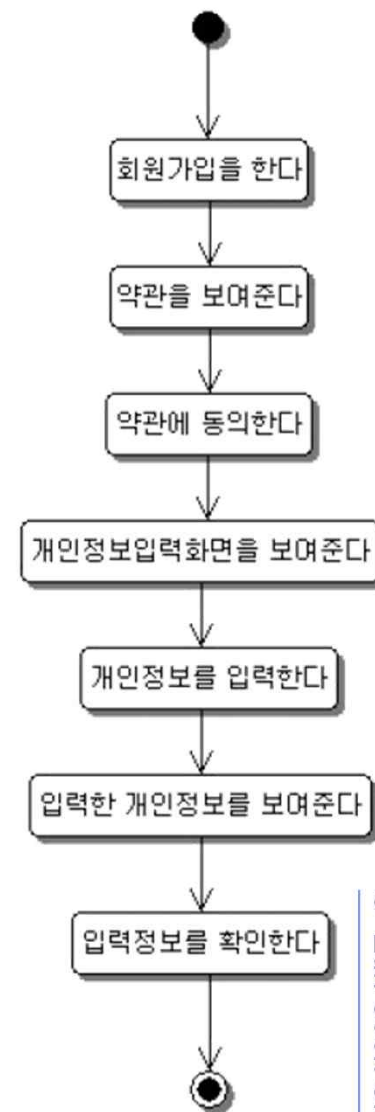 회원가입을 한다
약관을 보여준다
약관에 동의한다
개인정보입력화면을 보여준다
개인정보를 입력한다
입력한 개인정보를 보여준다
입력정보를 확인한다